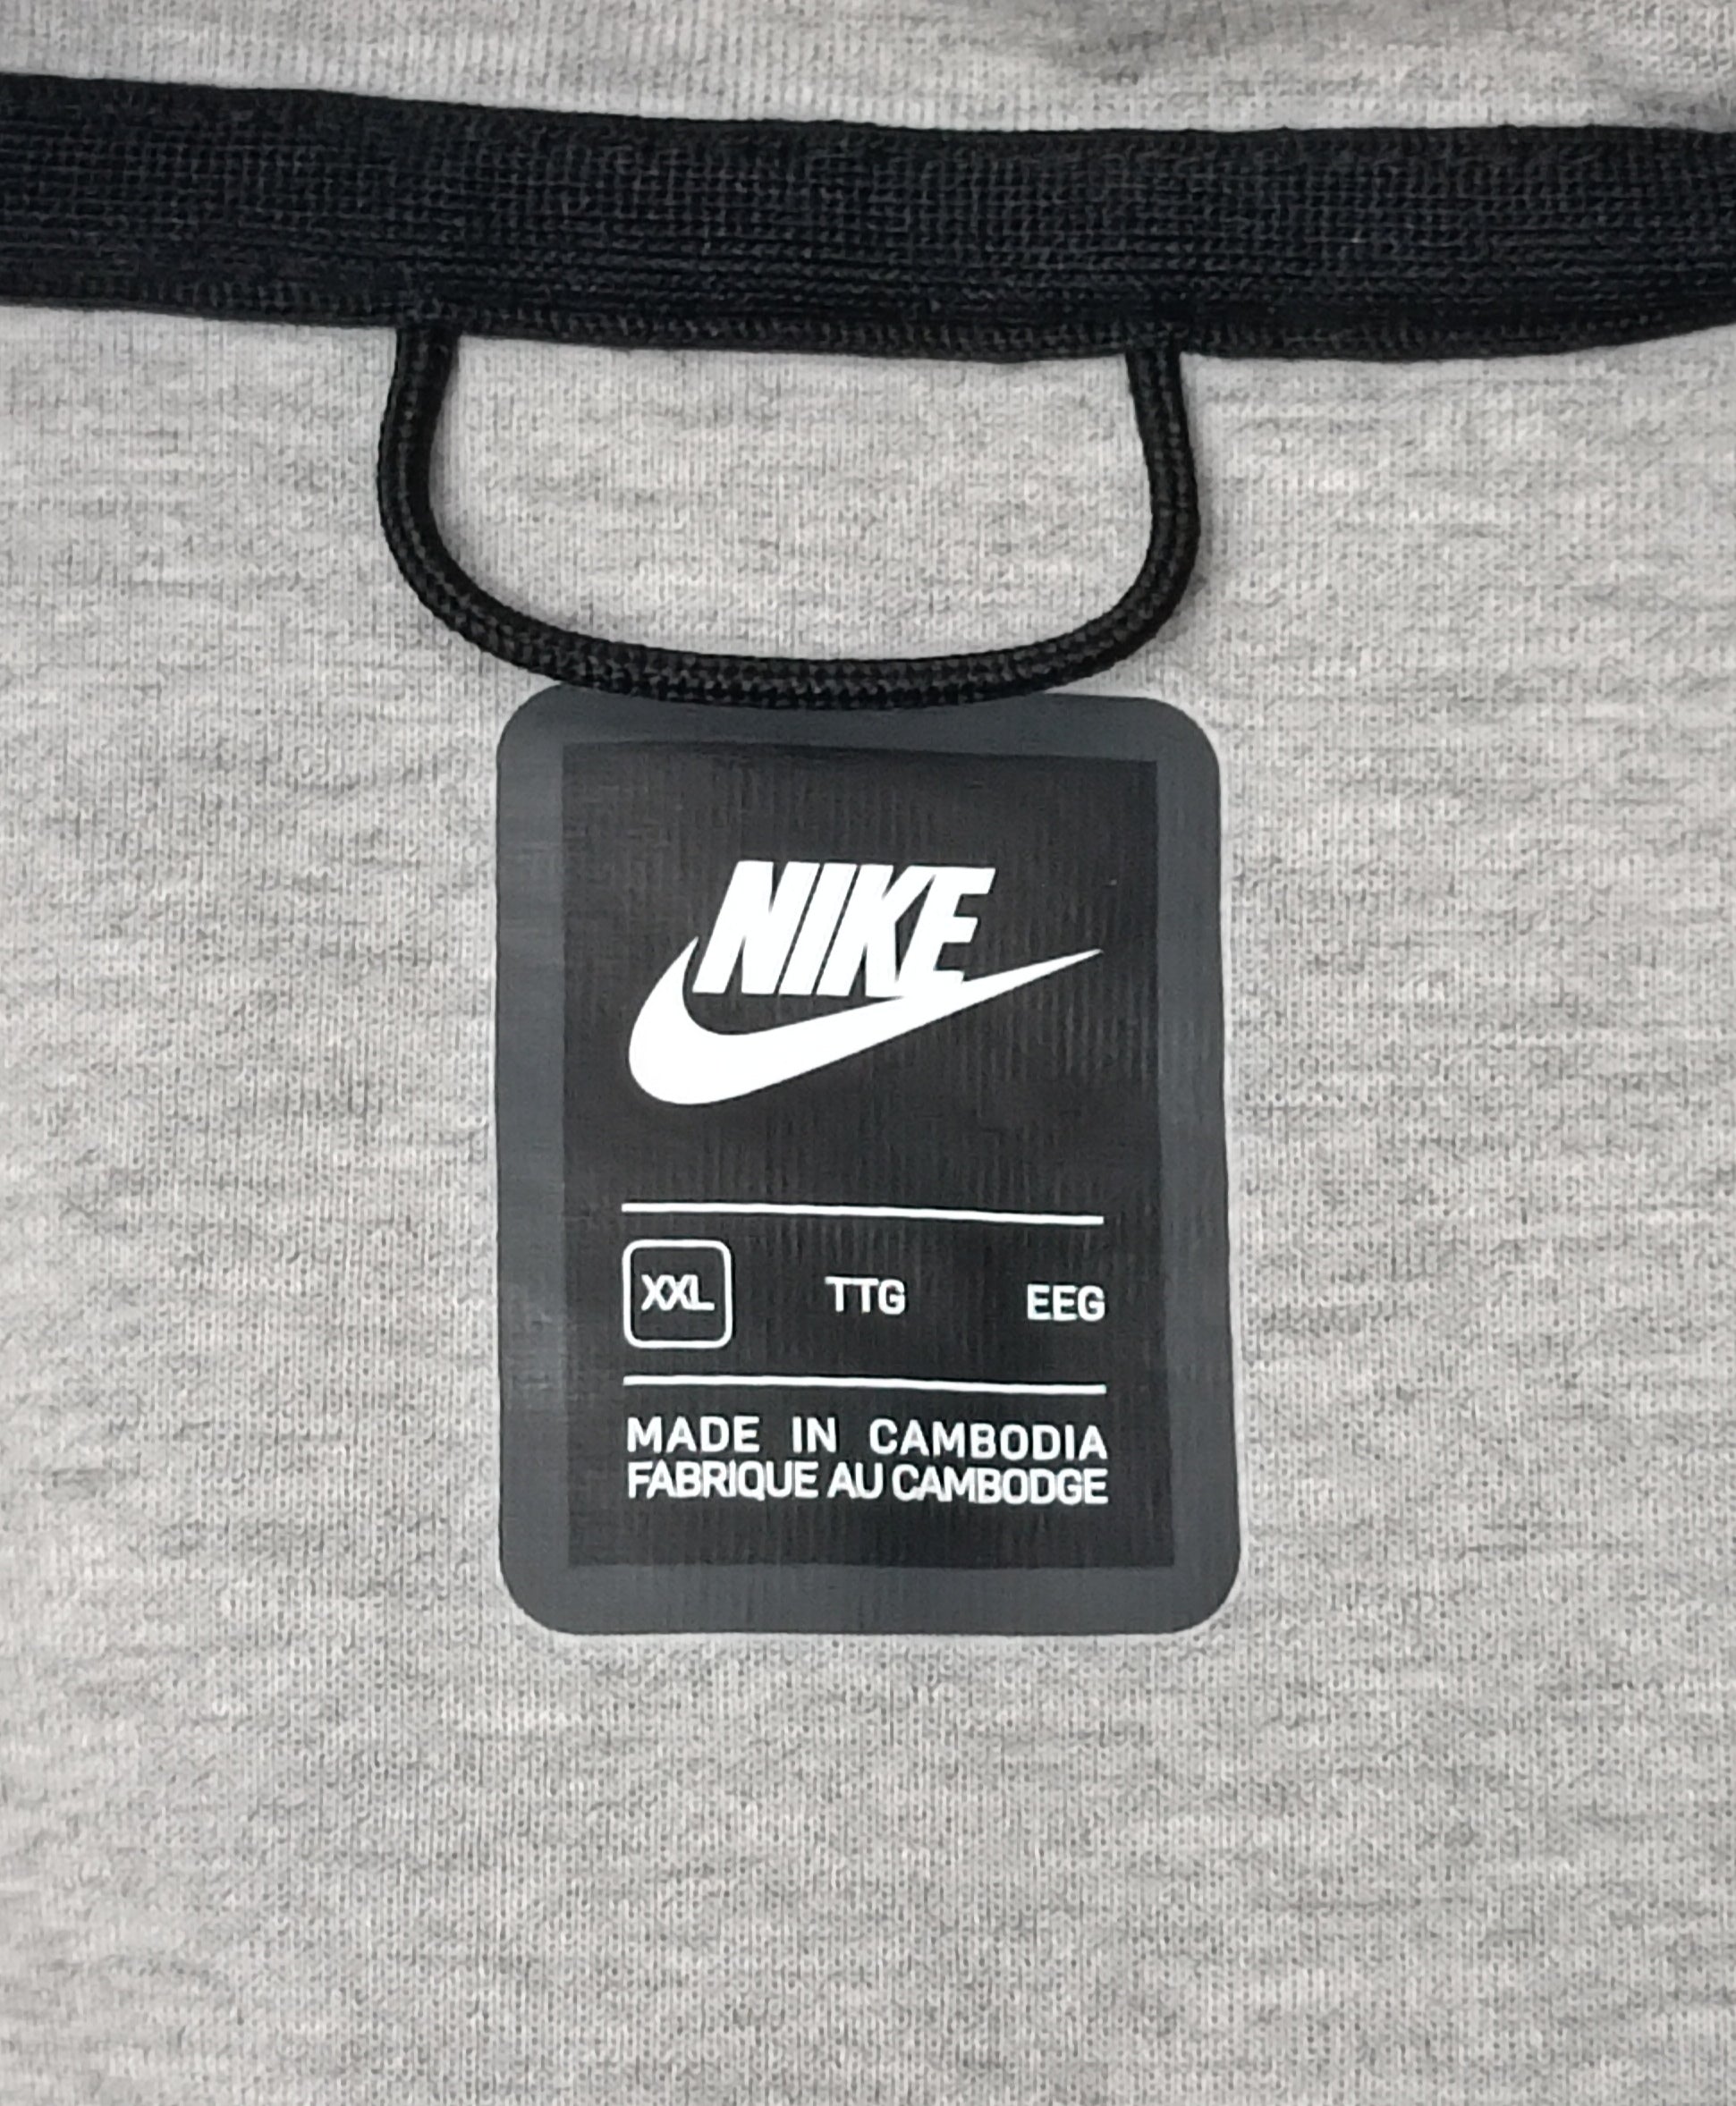 NIKE
XXL TTG EEG
MADE IN CAMBODIA
FABRIQUE AU CAMBODGE